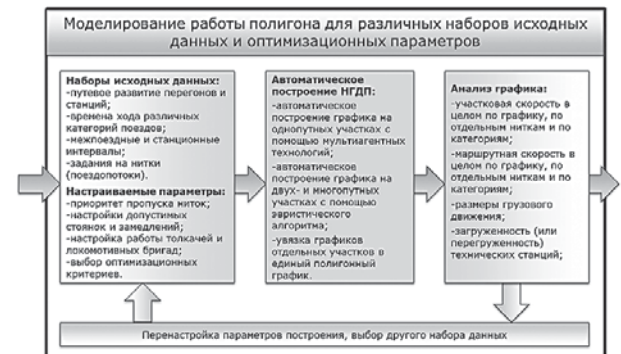 Моделирование работы полигона для различных наборов исходных
данных и оптимизационных параметров
Наборы исходных данных:
-путевое развитие перегонов и
станций;
-времена хода различных
категорий поездов;
-межпоездные и станционные
интервалы;
-задания на нитки
(поездопотоки).
Настраиваемые параметры:
-приоритет пропуска ниток;
-настройки допустимых
стоянок и замедлений;
-настройка работы толкачей и
локомотивных бригад;
-выбор оптимизационных
критериев.
Автоматическое
построение НГДП:
-автоматическое
построение графика на
однопутных участках с
помощью мультиагентных
технологий;
-автоматическое
построение графика на
двух- и многопутных
участках с помощью
эвристического
алгоритма;
-увязка графиков
отдельных участков в
единый полигонный
график.
Анализ графика:
-участковая скорость в
целом по графику, по
отдельным ниткам и по
категориям;
-маршрутная скорость в
целом по графику, по
отдельным ниткам и по
категориям;
-размеры грузового
движения;
-загруженность (или
перегруженность)
технических станций;
Перенастройка параметров построения, выбор другого набора данных